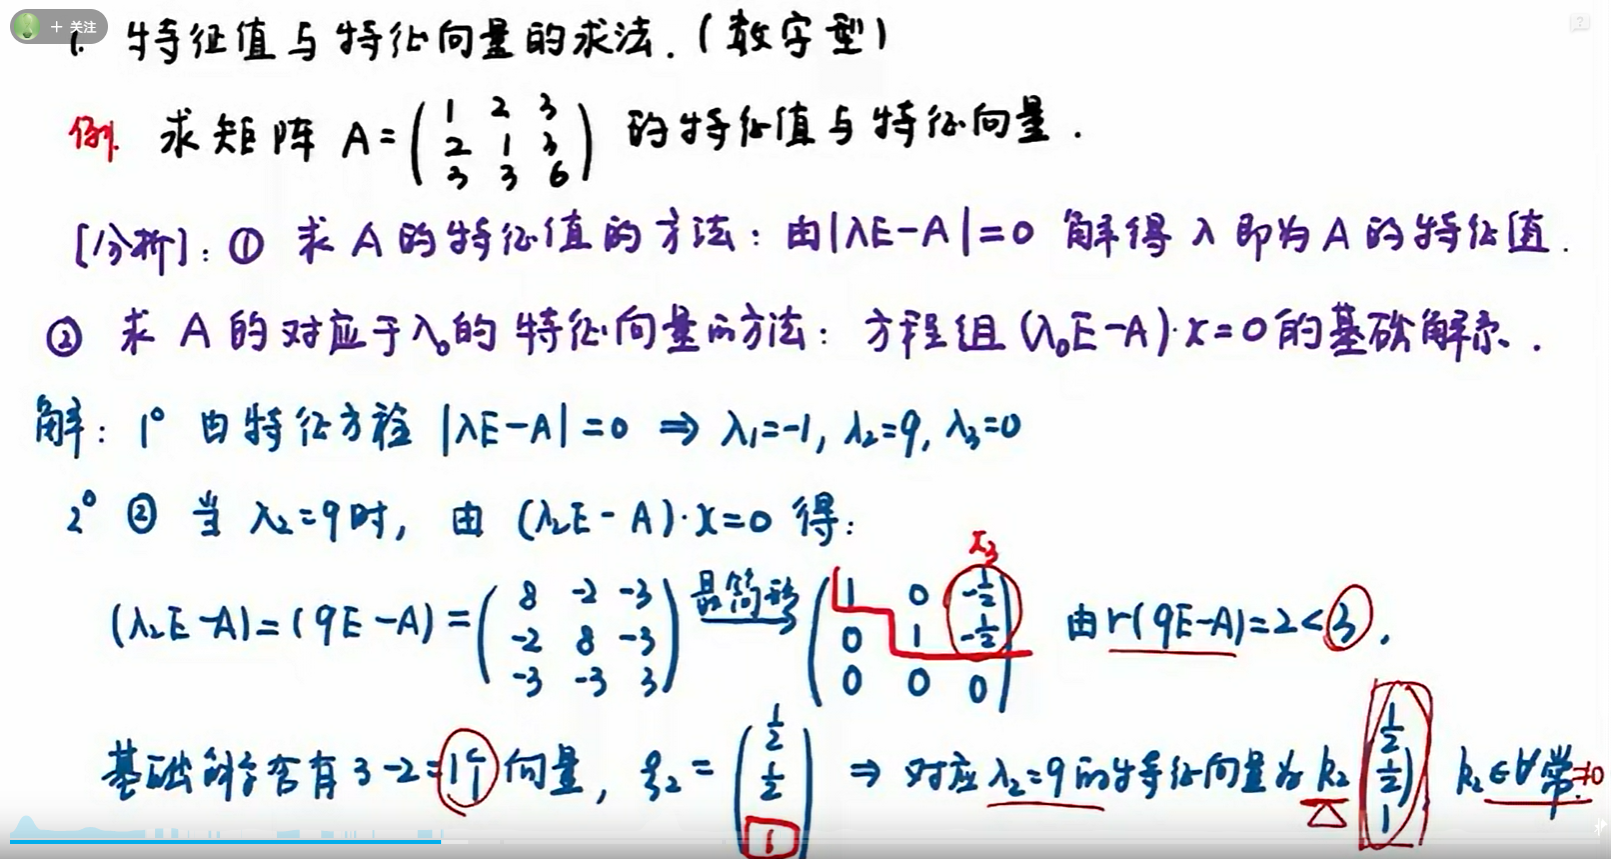 + 关注
1. 特征值与特征向量的求法.(数字型)
例. 求矩阵 A=(1 2 3
2 1 3
3 3 6) 的特征值与特征向量.
[分析]: ① 求 A 的特征值的方法: 由|λE-A|=0 解得 λ 即为 A 的特征值.
② 求 A 的对应于λ₀的特征向量的方法: 方程组 (λ₀E-A)·x=0 的基础解系.
解: 1° 由特征方程 |λE-A|=0 ⇒ λ₁=-1, λ₂=9, λ₃=0
2° ② 当 λ₂=9时, 由 (λ₂E-A)·x=0 得:
x₃
(λ₂E-A)=(9E-A)=(8 -2 -3
-2 8 -3
-3 -3 3) 最简形→ (1 0 -1/2
0 1 -1/2
0 0 0) 由r(9E-A)=2<3,
基础解系含有3-2=1个向量, ξ₂=(1/2
1/2
1) ⇒ 对应λ₂=9的特征向量为 k₂(1/2
1/2
1) k₂∈∀常≠0